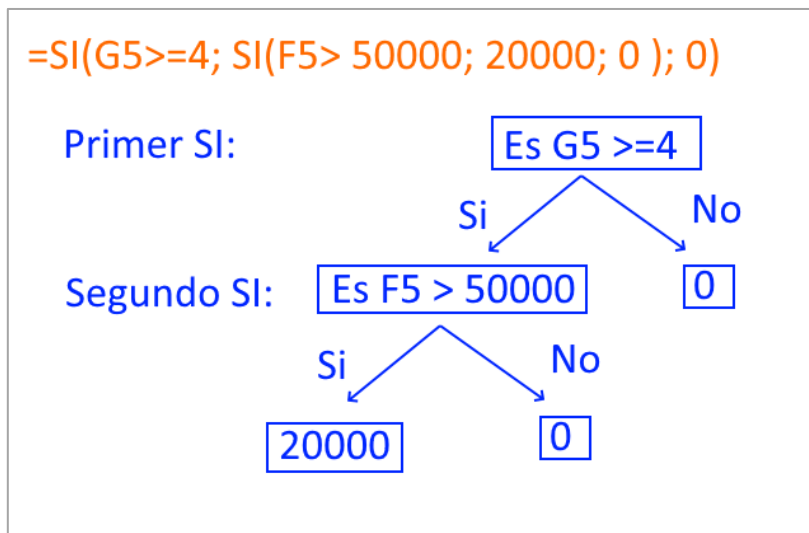 =SI(G5>=4; SI(F5> 50000; 20000; 0 ); 0)
Primer SI:
Es G5 >=4
Si
No
Segundo SI:
Es F5 > 50000
0
Si
No
20000
0